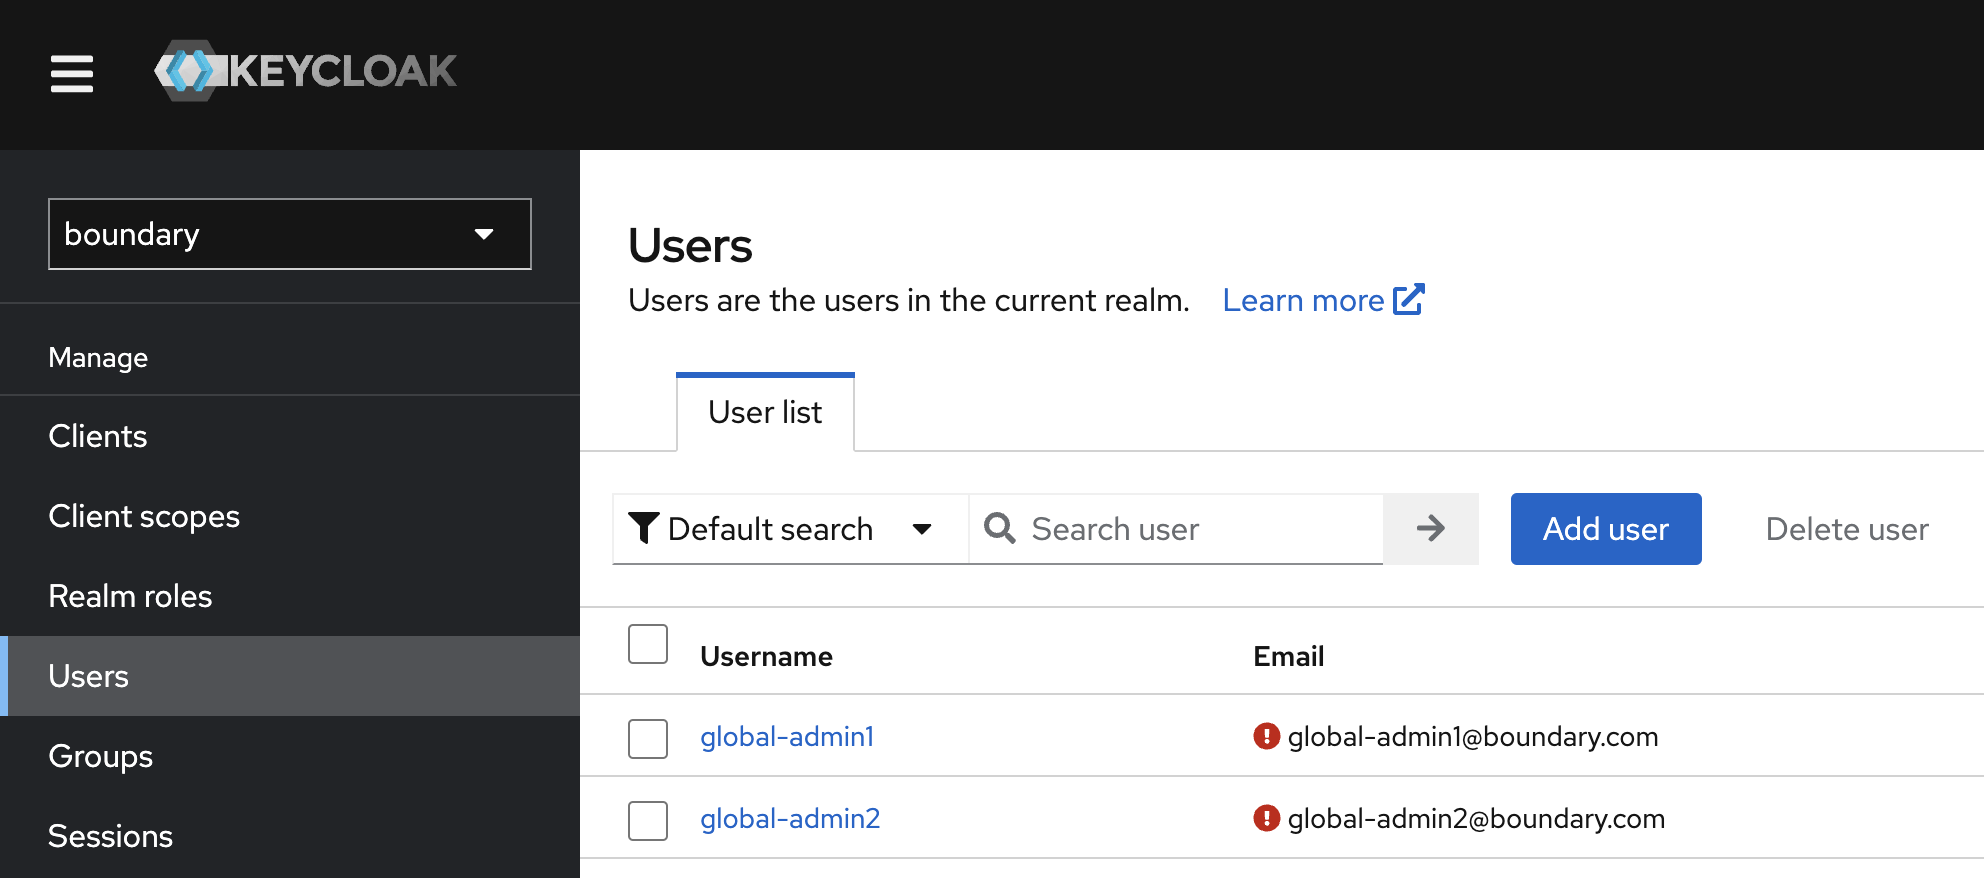 KEYCLOAK
boundary
Manage
Clients
Client scopes
Realm roles
Users
Groups
Sessions
Users
Users are the users in the current realm. Learn more
User list
Default search Search user Add user Delete user
Username Email
global-admin1 global-admin1@boundary.com
global-admin2 global-admin2@boundary.com